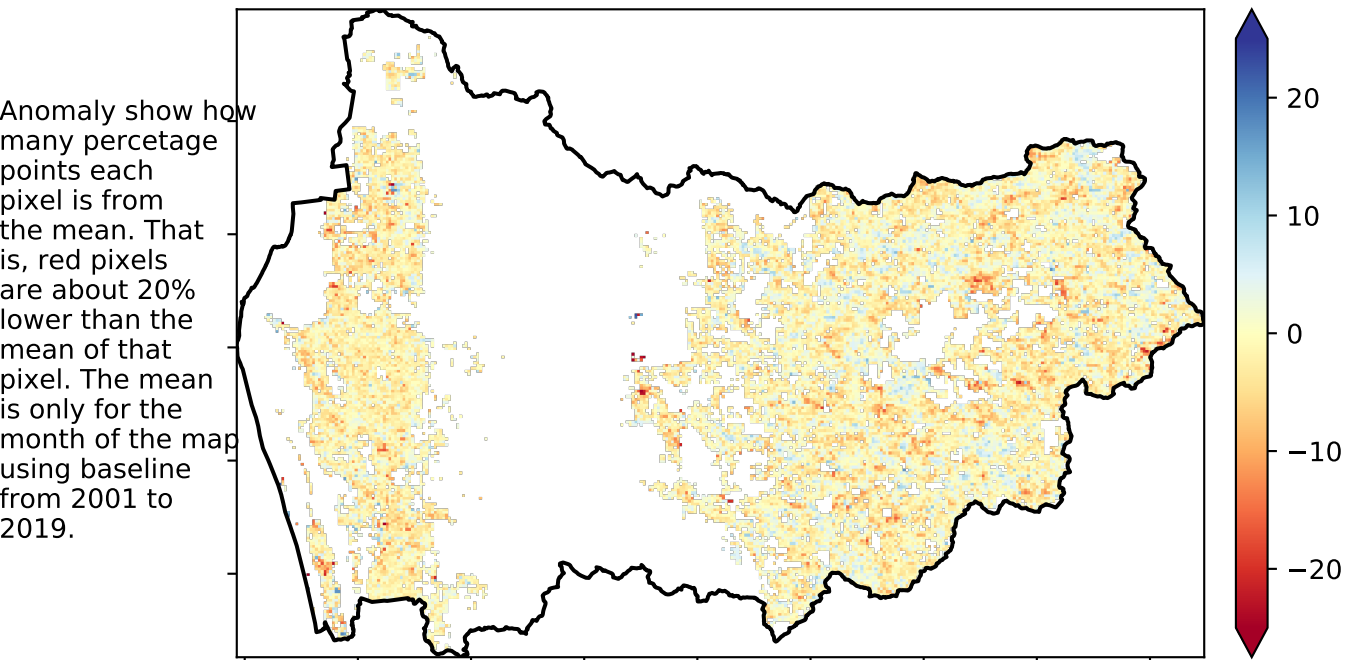 Anomaly show how
many percetage
points each
pixel is from
the mean. That
is, red pixels
are about 20%
lower than the
mean of that
pixel. The mean
is only for the
month of the map
using baseline
from 2001 to
2019.
20
10
0
−10
−20